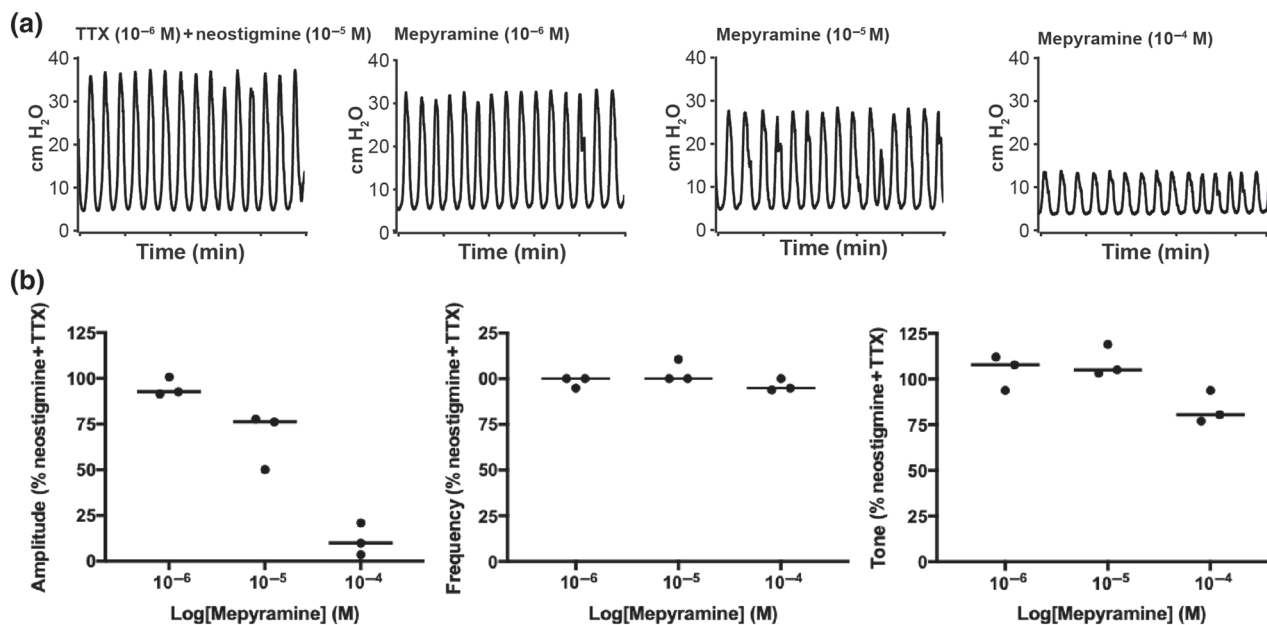 (a)
TTX (10⁻⁶ M) + neostigmine (10⁻⁵ M)
Mepyramine (10⁻⁶ M)
Mepyramine (10⁻⁵ M)
Mepyramine (10⁻⁴ M)
cm H₂O
40
30
20
10
0
Time (min)
cm H₂O
40
30
20
10
0
Time (min)
cm H₂O
40
30
20
10
0
Time (min)
cm H₂O
40
30
20
10
0
Time (min)
(b)
Amplitude (% neostigmine+TTX)
125
100
75
50
25
0
10⁻⁶
10⁻⁵
10⁻⁴
Log[Mepyramine] (M)
Frequency (% neostigmine+TTX)
25
00
75
50
25
0
10⁻⁶
10⁻⁵
10⁻⁴
Log[Mepyramine] (M)
Tone (% neostigmine+TTX)
125
100
75
50
25
0
10⁻⁶
10⁻⁵
10⁻⁴
Log[Mepyramine] (M)